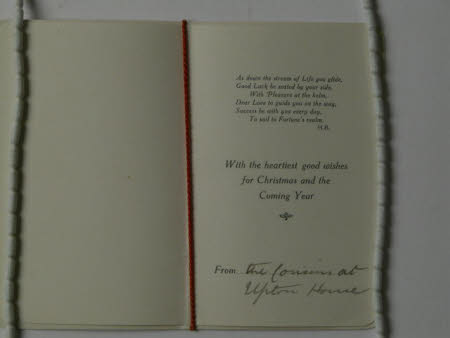 As down the stream of Life you glide,
Good Luck be seated by your side,
With Pleasure at the helm,
Dear Love to guide you on the way,
Success be with you every day,
To sail to Fortune's realm.
H.B.
With the heartiest good wishes
for Christmas and the
Coming Year
From the Cousins at
Upton House